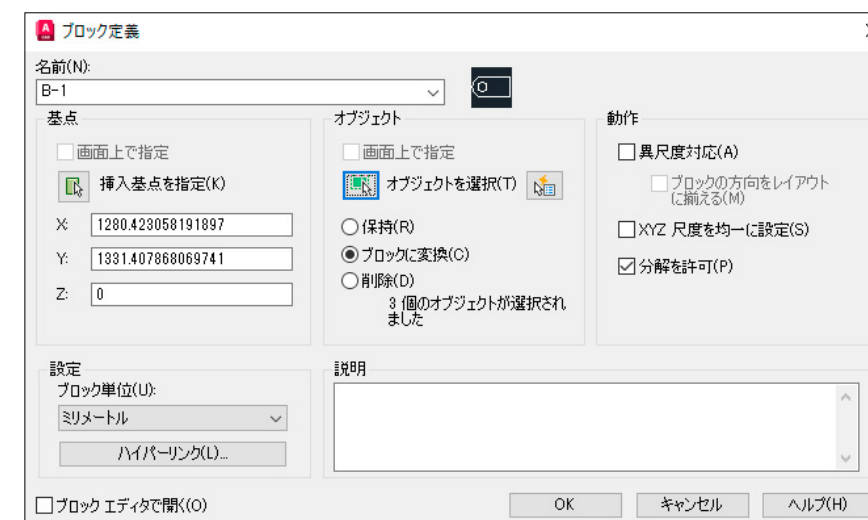 ブロック定義
名前(N):
B-1
基点
画面上で指定
挿入基点を指定(K)
X: 1280.423058191897
Y: 1331.407868069741
Z: 0
オブジェクト
画面上で指定
オブジェクトを選択(T)
保持(R)
ブロックに変換(C)
削除(D)
3 個のオブジェクトが選択され
ました
動作
異尺度対応(A)
ブロックの方向をレイアウト
に揃える(M)
XYZ 尺度を均一に設定(S)
分解を許可(P)
設定
ブロック単位(U):
ミリメートル
ハイパーリンク(L)...
説明
ブロック エディタで開く(O)
OK
キャンセル
ヘルプ(H)